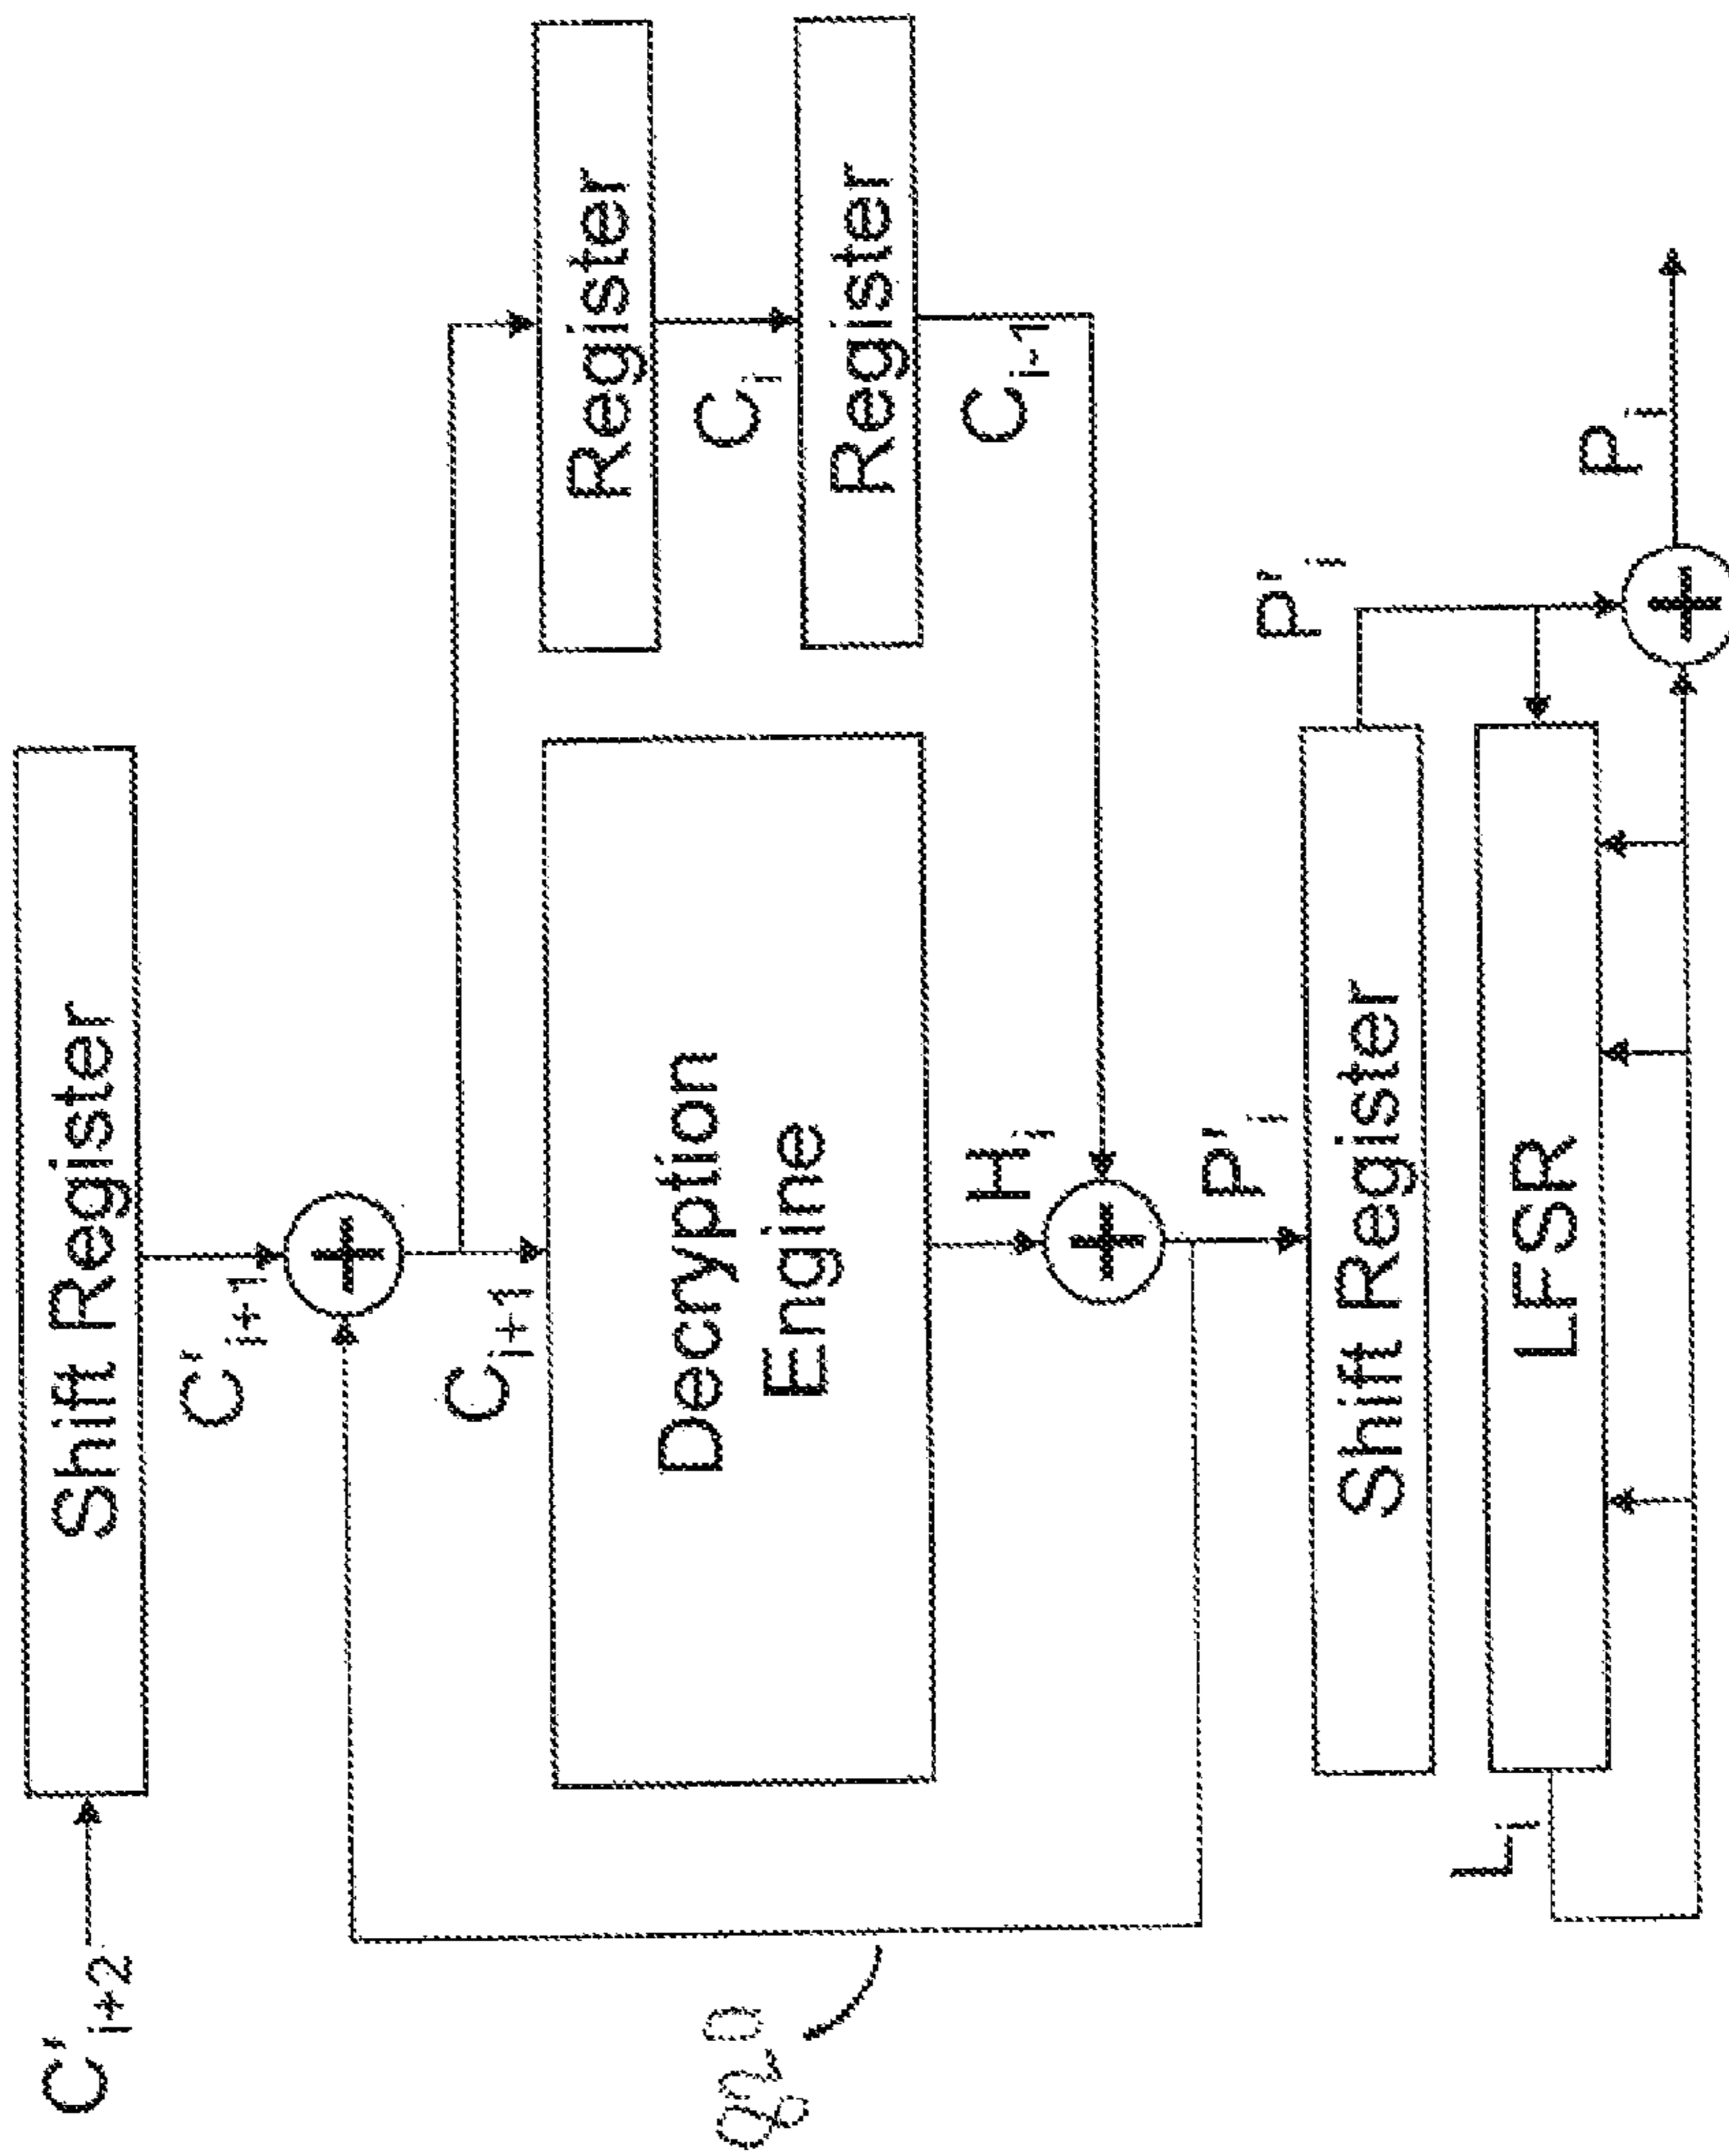 C'i+2
Shift Register
C'i+1
Ci+1
Register
Ci
Register
Ci-1
Decryption
Engine
Hi
P'i
Shift Register
P'i
LFSR
Li
Pi